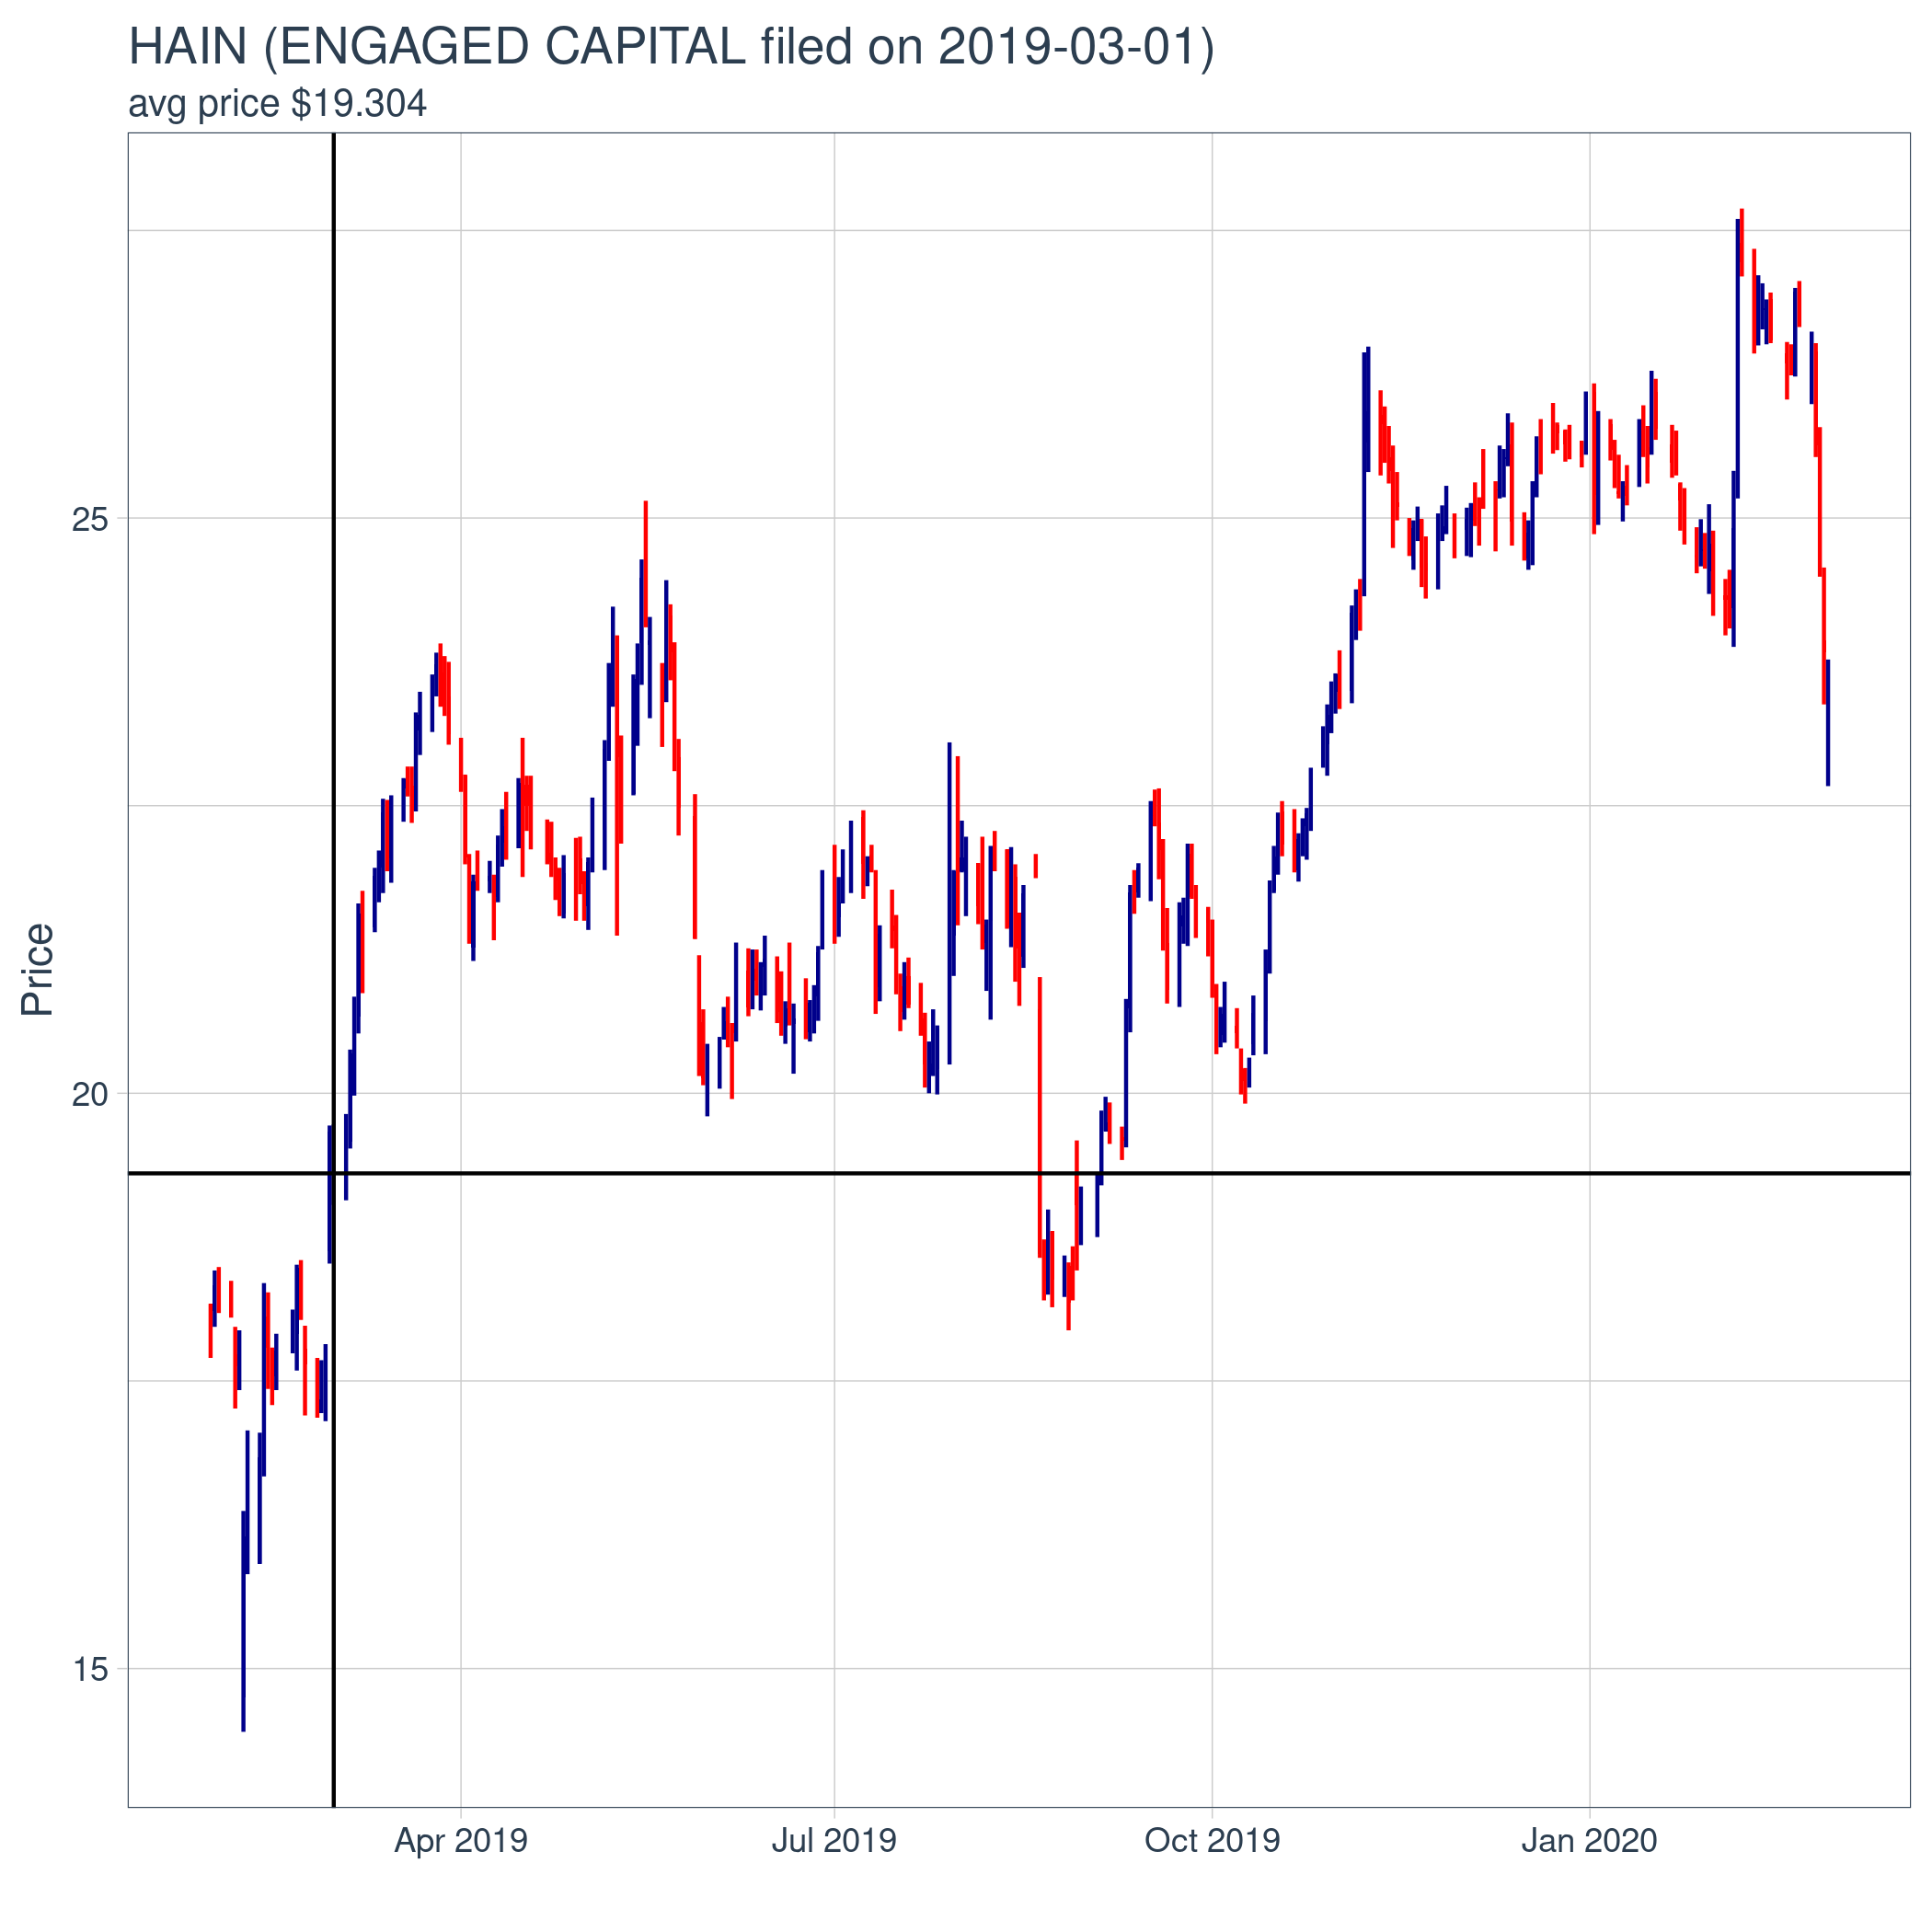 HAIN (ENGAGED CAPITAL filed on 2019-03-01)
avg price $19.304
Price
25
20
15
Apr 2019
Jul 2019
Oct 2019
Jan 2020